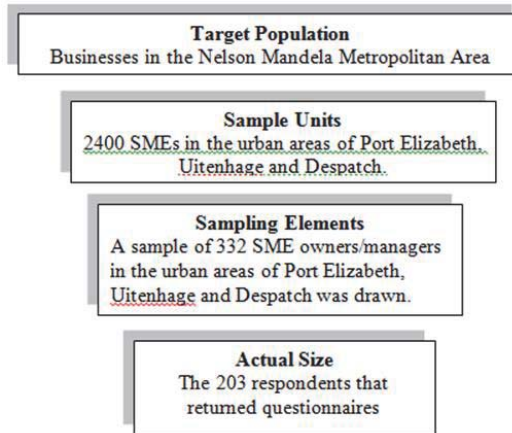 Target Population
Businesses in the Nelson Mandela Metropolitan Area
Sample Units
2400 SMEs in the urban areas of Port Elizabeth,
Uitenhage and Despatch.
Sampling Elements
A sample of 332 SME owners/managers
in the urban areas of Port Elizabeth,
Uitenhage and Despatch was drawn.
Actual Size
The 203 respondents that
returned questionnaires